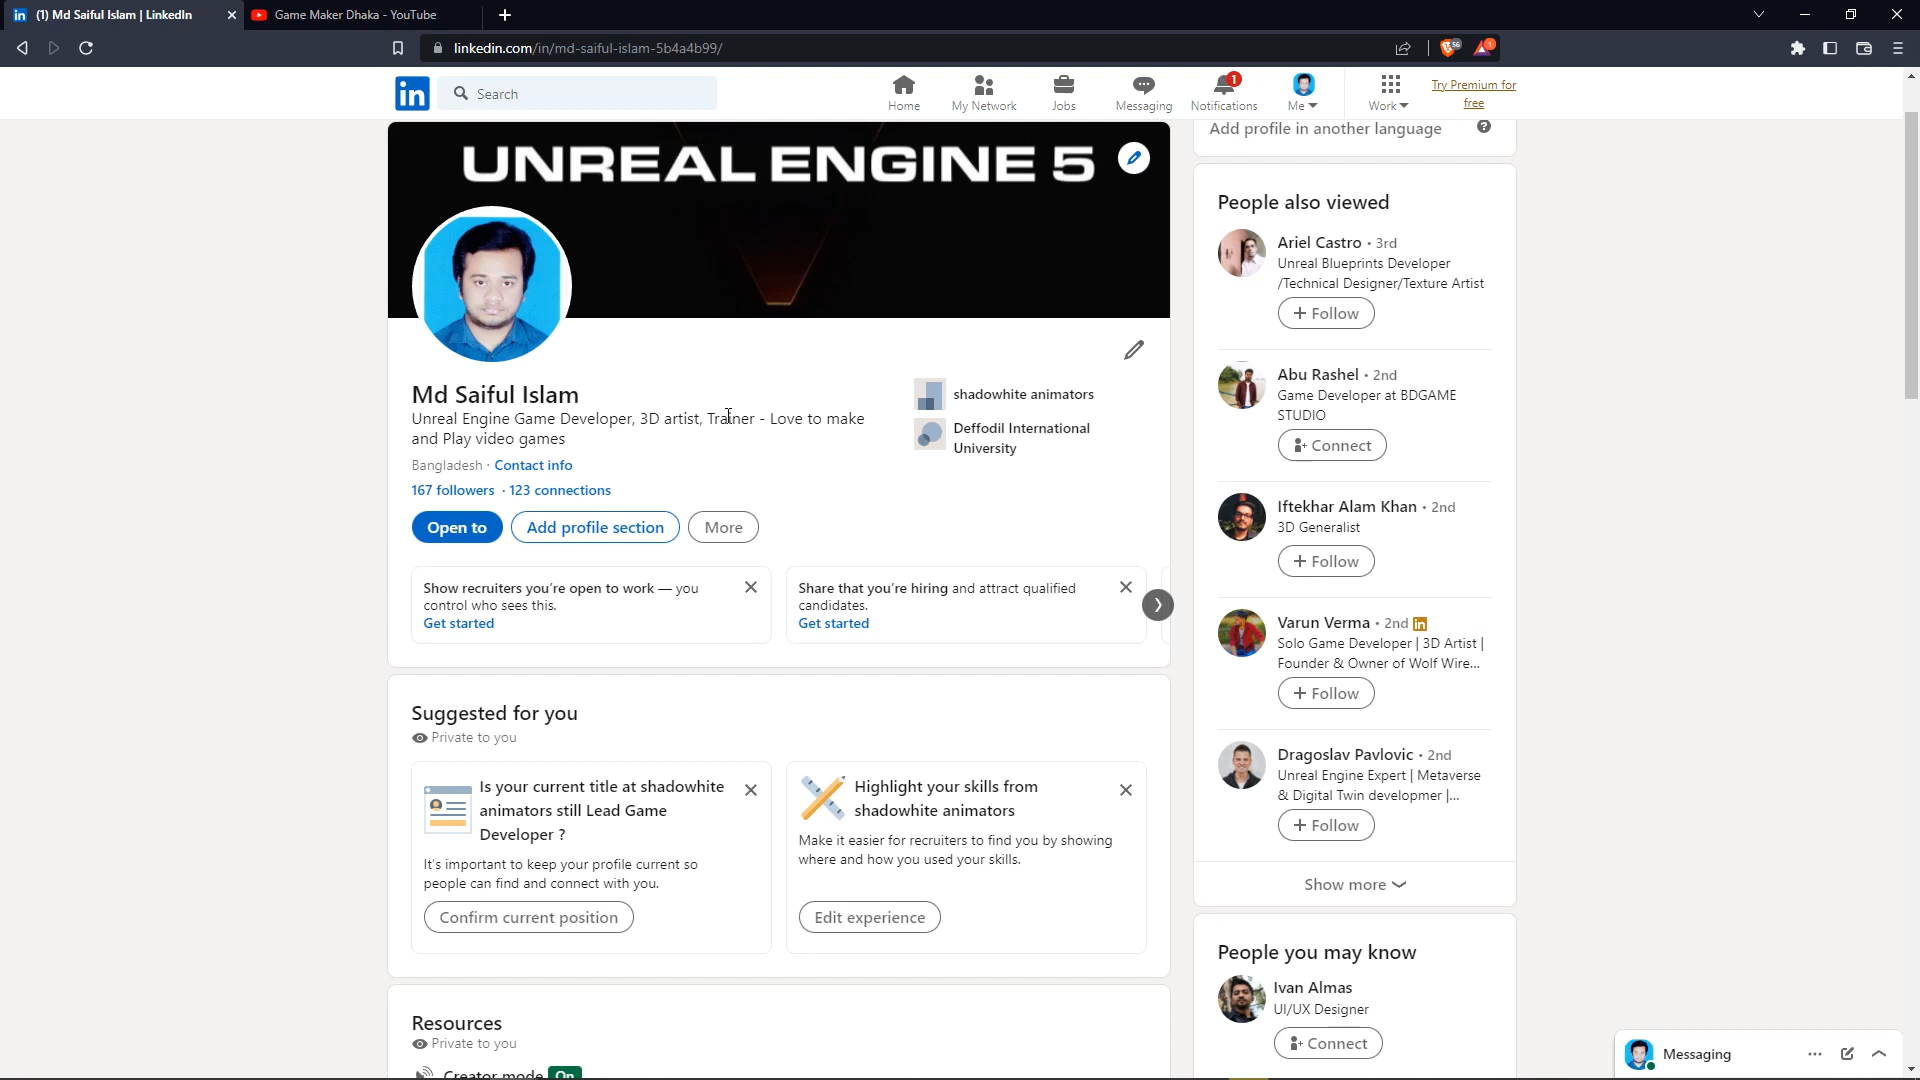 (1) Md Saiful Islam | LinkedIn
Game Maker Dhaka - YouTube
linkedin.com/in/md-saiful-islam-5b4a4b99/
56
1
in
Search
Home
My Network
Jobs
Messaging
1
Notifications
Me
Work
Try Premium for
free
UNREAL ENGINE 5
Md Saiful Islam
Unreal Engine Game Developer, 3D artist, Trainer - Love to make
and Play video games
Bangladesh · Contact info
167 followers · 123 connections
Open to
Add profile section
More
shadowhite animators
Deffodil International
University
Show recruiters you're open to work — you
control who sees this.
Get started
Share that you're hiring and attract qualified
candidates.
Get started
Suggested for you
Private to you
Is your current title at shadowhite
animators still Lead Game
Developer ?
It's important to keep your profile current so
people can find and connect with you.
Confirm current position
Highlight your skills from
shadowhite animators
Make it easier for recruiters to find you by showing
where and how you used your skills.
Edit experience
Resources
Private to you
Creator mode On
Add profile in another language
People also viewed
Ariel Castro · 3rd
Unreal Blueprints Developer
/Technical Designer/Texture Artist
+ Follow
Abu Rashel · 2nd
Game Developer at BDGAME
STUDIO
Connect
Iftekhar Alam Khan · 2nd
3D Generalist
+ Follow
Varun Verma · 2nd in
Solo Game Developer | 3D Artist |
Founder & Owner of Wolf Wire...
+ Follow
Dragoslav Pavlovic · 2nd
Unreal Engine Expert | Metaverse
& Digital Twin developmer |...
+ Follow
Show more
People you may know
Ivan Almas
UI/UX Designer
Connect
Messaging